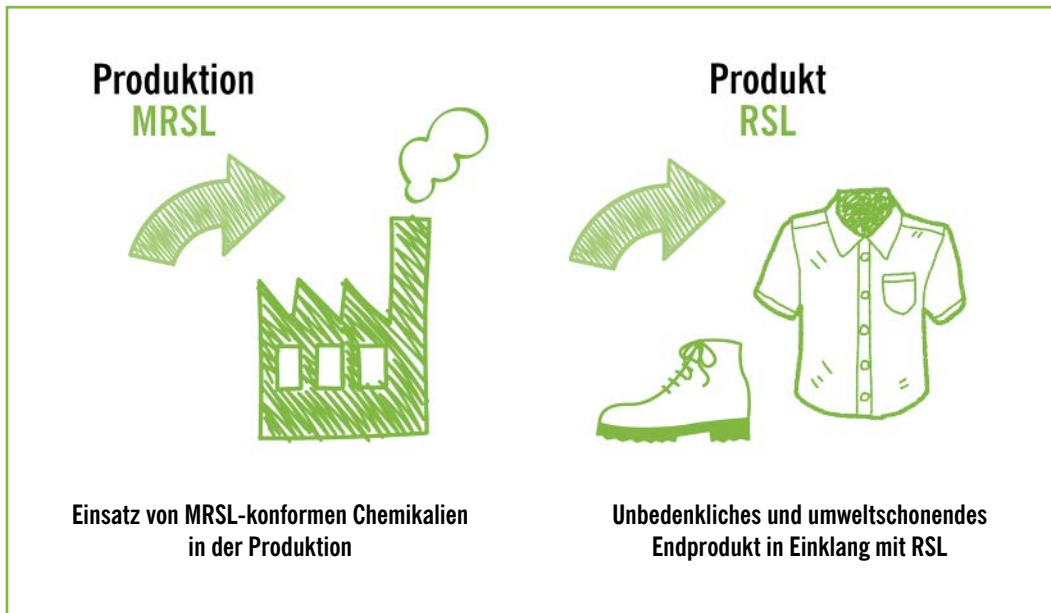 Produktion
MRSL
Produkt
RSL
Einsatz von MRSL-konformen Chemikalien
in der Produktion
Unbedenkliches und umweltschonendes
Endprodukt in Einklang mit RSL